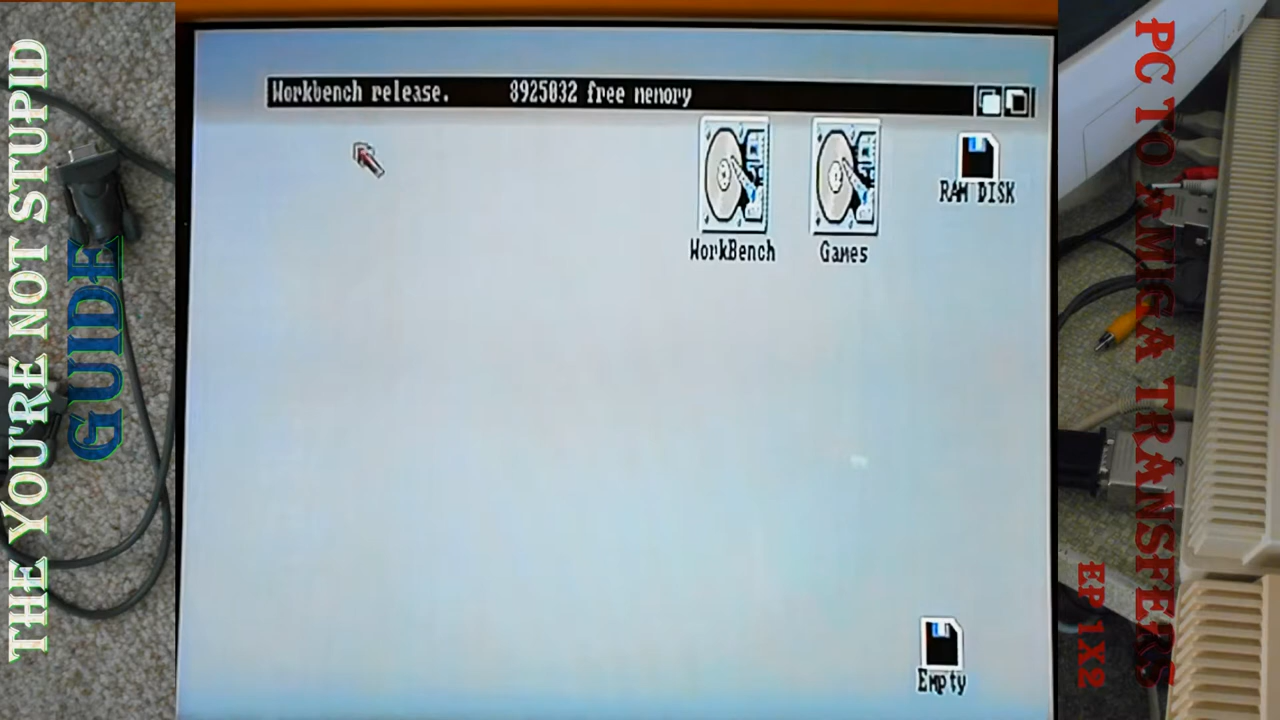 THE YOU'RE NOT STUPID
GUIDE
Workbench release. 8925832 free memory
WorkBench
Games
RAM DISK
Empty
PC TO AMIGA TRANSFERS
EP 1X2